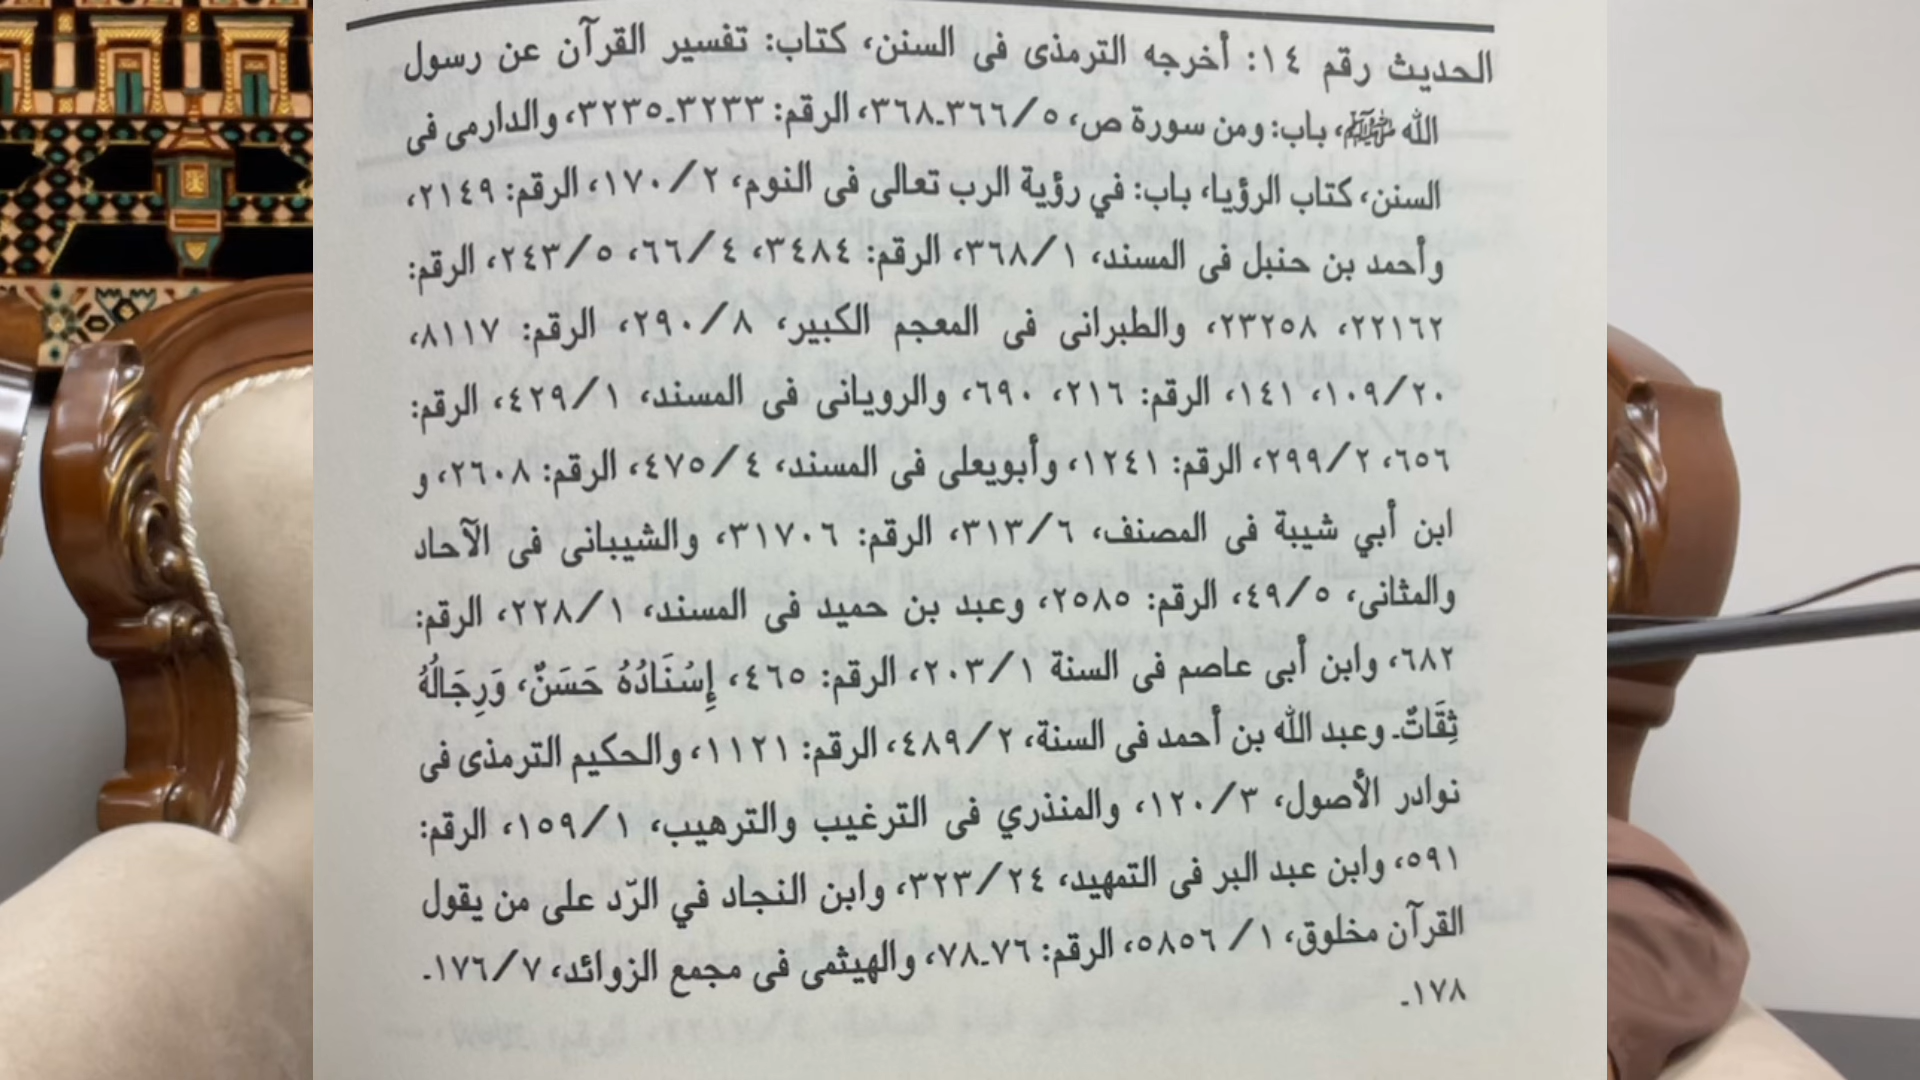 الحديث رقم ١٤: أخرجه الترمذى فى السنن، كتاب: تفسير القرآن عن رسول
الله ﷺ، باب: ومن سورة ص، ٥/٣٦٦ـ٣٦٨، الرقم: ٣٢٣٣ـ٣٢٣٥، والدارمى فى
السنن، كتاب الرؤيا، باب: في رؤية الرب تعالى فى النوم، ٢/١٧٠، الرقم: ٢١٤٩،
وأحمد بن حنبل فى المسند، ١/٣٦٨، الرقم: ٣٤٨٤، ٤/٦٦، ٥/٢٤٣، الرقم:
٢٢١٦٢، ٢٣٢٥٨، والطبرانى فى المعجم الكبير، ٨/٢٩٠، الرقم: ٨١١٧،
٢٠/١٠٩، ١٤١، الرقم: ٢١٦، ٦٩٠، والرويانى فى المسند، ١/٤٢٩، الرقم:
٦٥٦، ٢/٢٩٩، الرقم: ١٢٤١، وأبويعلى فى المسند، ٤/٤٧٥، الرقم: ٢٦٠٨، و
ابن أبي شيبة فى المصنف، ٦/٣١٣، الرقم: ٣١٧٠٦، والشيبانى فى الآحاد
والمثانى، ٥/٤٩، الرقم: ٢٥٨٥، وعبد بن حميد فى المسند، ١/٢٢٨، الرقم:
٦٨٢، وابن أبى عاصم فى السنة ١/٢٠٣، الرقم: ٤٦٥، إِسْنَادُهُ حَسَنٌ، وَرِجَالُهُ
ثِقَاتٌ۔ وعبد الله بن أحمد فى السنة، ٢/٤٨٩، الرقم: ١١٢١، والحكيم الترمذى فى
نوادر الأصول، ٣/١٢٠، والمنذري فى الترغيب والترهيب، ١/١٥٩، الرقم:
٥٩١، وابن عبد البر فى التمهيد، ٢٤/٣٢٣، وابن النجاد في الرّد على من يقول
القرآن مخلوق، ١/ ٥٨٥٦، الرقم: ٧٦ـ٧٨، والهيثمى فى مجمع الزوائد، ٧/١٧٦ـ
١٧٨۔